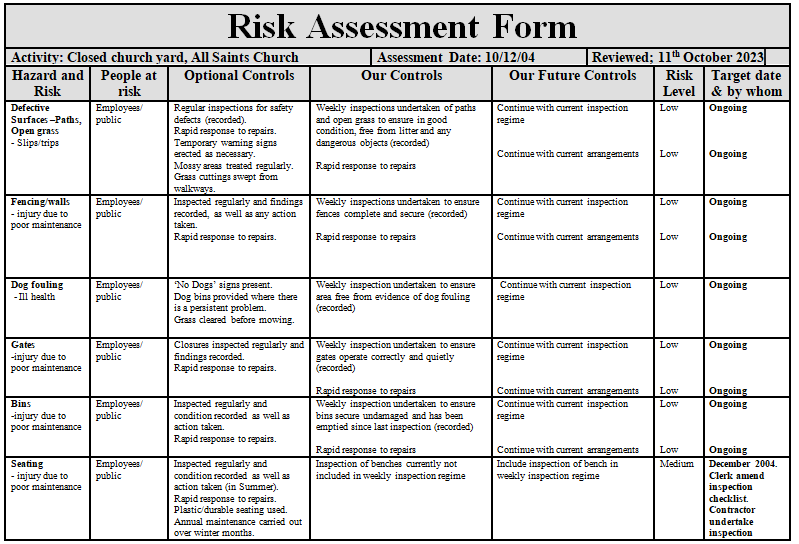 Risk Assessment Form
Activity: Closed church yard, All Saints Church
Assessment Date: 10/12/04
Reviewed; 11th October 2023
Hazard and
Risk
People at
risk
Optional Controls
Our Controls
Our Future Controls
Risk
Level
Target date
& by whom
Defective
Surfaces –Paths,
Open grass
- Slips/trips
Employees/
public
Regular inspections for safety
defects (recorded).
Rapid response to repairs.
Temporary warning signs
erected as necessary.
Mossy areas treated regularly.
Grass cuttings swept from
walkways.
Weekly inspections undertaken of paths
and open grass to ensure in good
condition, free from litter and any
dangerous objects (recorded)
Rapid response to repairs
Continue with current inspection
regime
Continue with current arrangements
Low
Low
Ongoing
Ongoing
Fencing/walls
- injury due to
poor maintenance
Employees/
public
Inspected regularly and findings
recorded, as well as any action
taken.
Rapid response to repairs.
Weekly inspections undertaken to ensure
fences complete and secure (recorded)
Rapid response to repairs
Continue with current inspection
regime
Continue with current arrangements
Low
Low
Ongoing
Ongoing
Dog fouling
- Ill health
Employees/
public
‘No Dogs’ signs present.
Dog bins provided where there
is a persistent problem.
Grass cleared before mowing.
Weekly inspection undertaken to ensure
area free from evidence of dog fouling
(recorded)
Continue with current inspection
regime
Low
Ongoing
Gates
-injury due to
poor maintenance
Employees/
public
Closures inspected regularly and
findings recorded.
Rapid response to repairs.
Weekly inspection undertaken to ensure
gates operate correctly and quietly
(recorded)
Rapid response to repairs
Continue with current inspection
regime
Continue with current arrangements
Low
Low
Ongoing
Ongoing
Bins
-injury due to
poor maintenance
Employees/
public
Inspected regularly and
condition recorded as well as
action taken.
Rapid response to repairs.
Weekly inspection undertaken to ensure
bins secure undamaged and has been
emptied since last inspection (recorded)
Rapid response to repairs
Continue with current inspection
regime
Continue with current arrangements
Low
Low
Ongoing
Ongoing
Seating
- injury due to
poor maintenance
Employees/
public
Inspected regularly and
condition recorded as well as
action taken (in Summer).
Rapid response to repairs.
Plastic/durable seating used.
Annual maintenance carried out
over winter months.
Inspection of benches currently not
included in weekly inspection regime
Include inspection of bench in
weekly inspection regime
Medium
December 2004.
Clerk amend
inspection
checklist.
Contractor
undertake
inspection